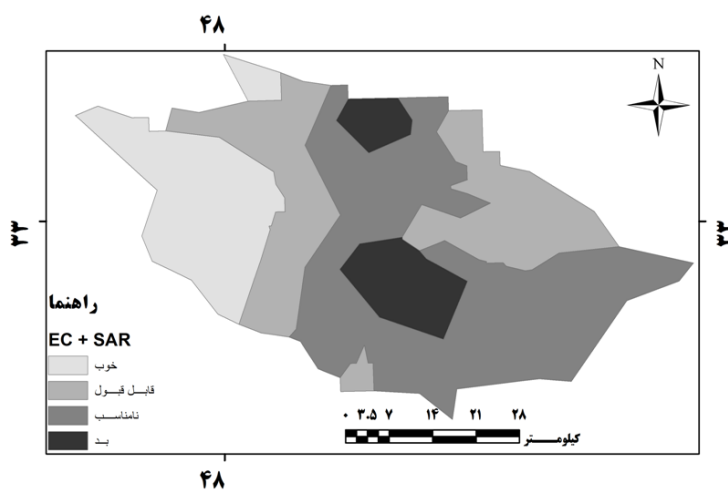 ۴۸
N
۳۳
۳۳
راهنما
EC + SAR
خوب
قابل قبول
نامناسب
بد
۰ ۳.۵ ۷ ۱۴ ۲۱ ۲۸
کیلومتر
۴۸